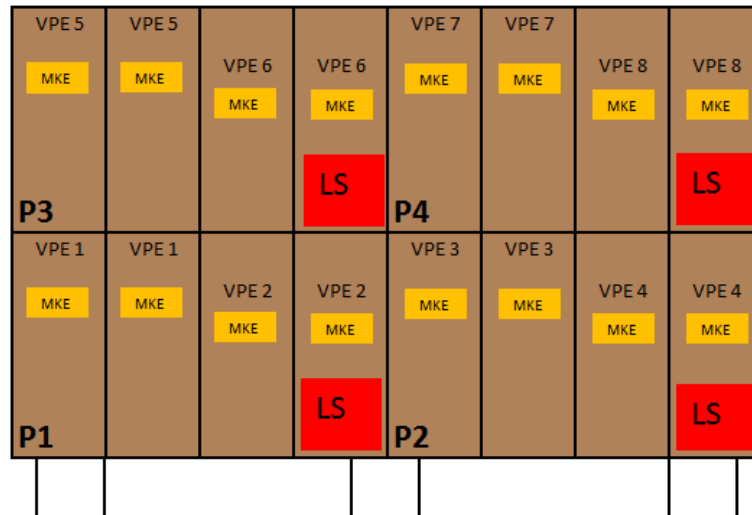 VPE 5 VPE 5 VPE 7 VPE 7
VPE 6 VPE 6 VPE 8 VPE 8
MKE MKE MKE MKE
MKE MKE MKE MKE
LS LS
P3 P4
VPE 1 VPE 1 VPE 3 VPE 3
VPE 2 VPE 2 VPE 4 VPE 4
MKE MKE MKE MKE
MKE MKE MKE MKE
LS LS
P1 P2